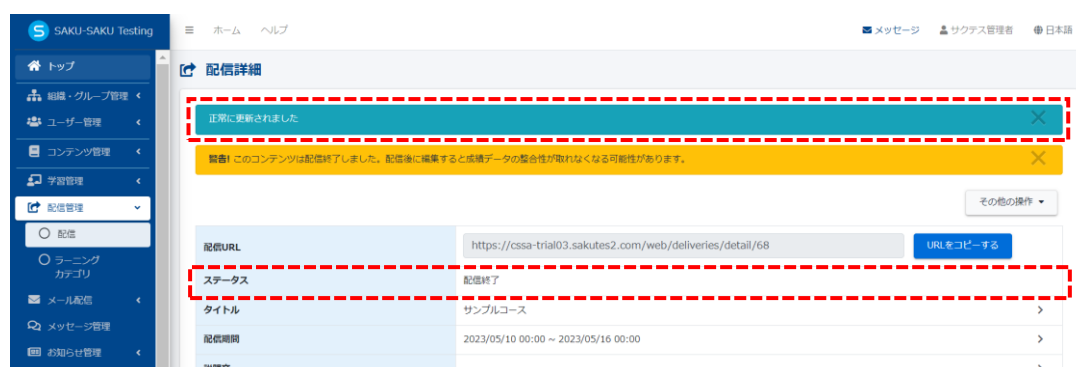 SAKU-SAKU Testing
ホーム ヘルプ
メッセージ サクテス管理者 日本語
トップ
組織・グループ管理
ユーザー管理
コンテンツ管理
学習管理
配信管理
配信
ラーニング
カテゴリ
メール配信
メッセージ管理
お知らせ管理
配信詳細
正常に更新されました
警告! このコンテンツは配信終了しました。配信後に編集すると成績データの整合性が取れなくなる可能性があります。
その他の操作
配信URL https://cssa-trial03.sakutes2.com/web/deliveries/detail/68 URLをコピーする
ステータス 配信終了
タイトル サンプルコース
配信期間 2023/05/10 00:00 ~ 2023/05/16 00:00